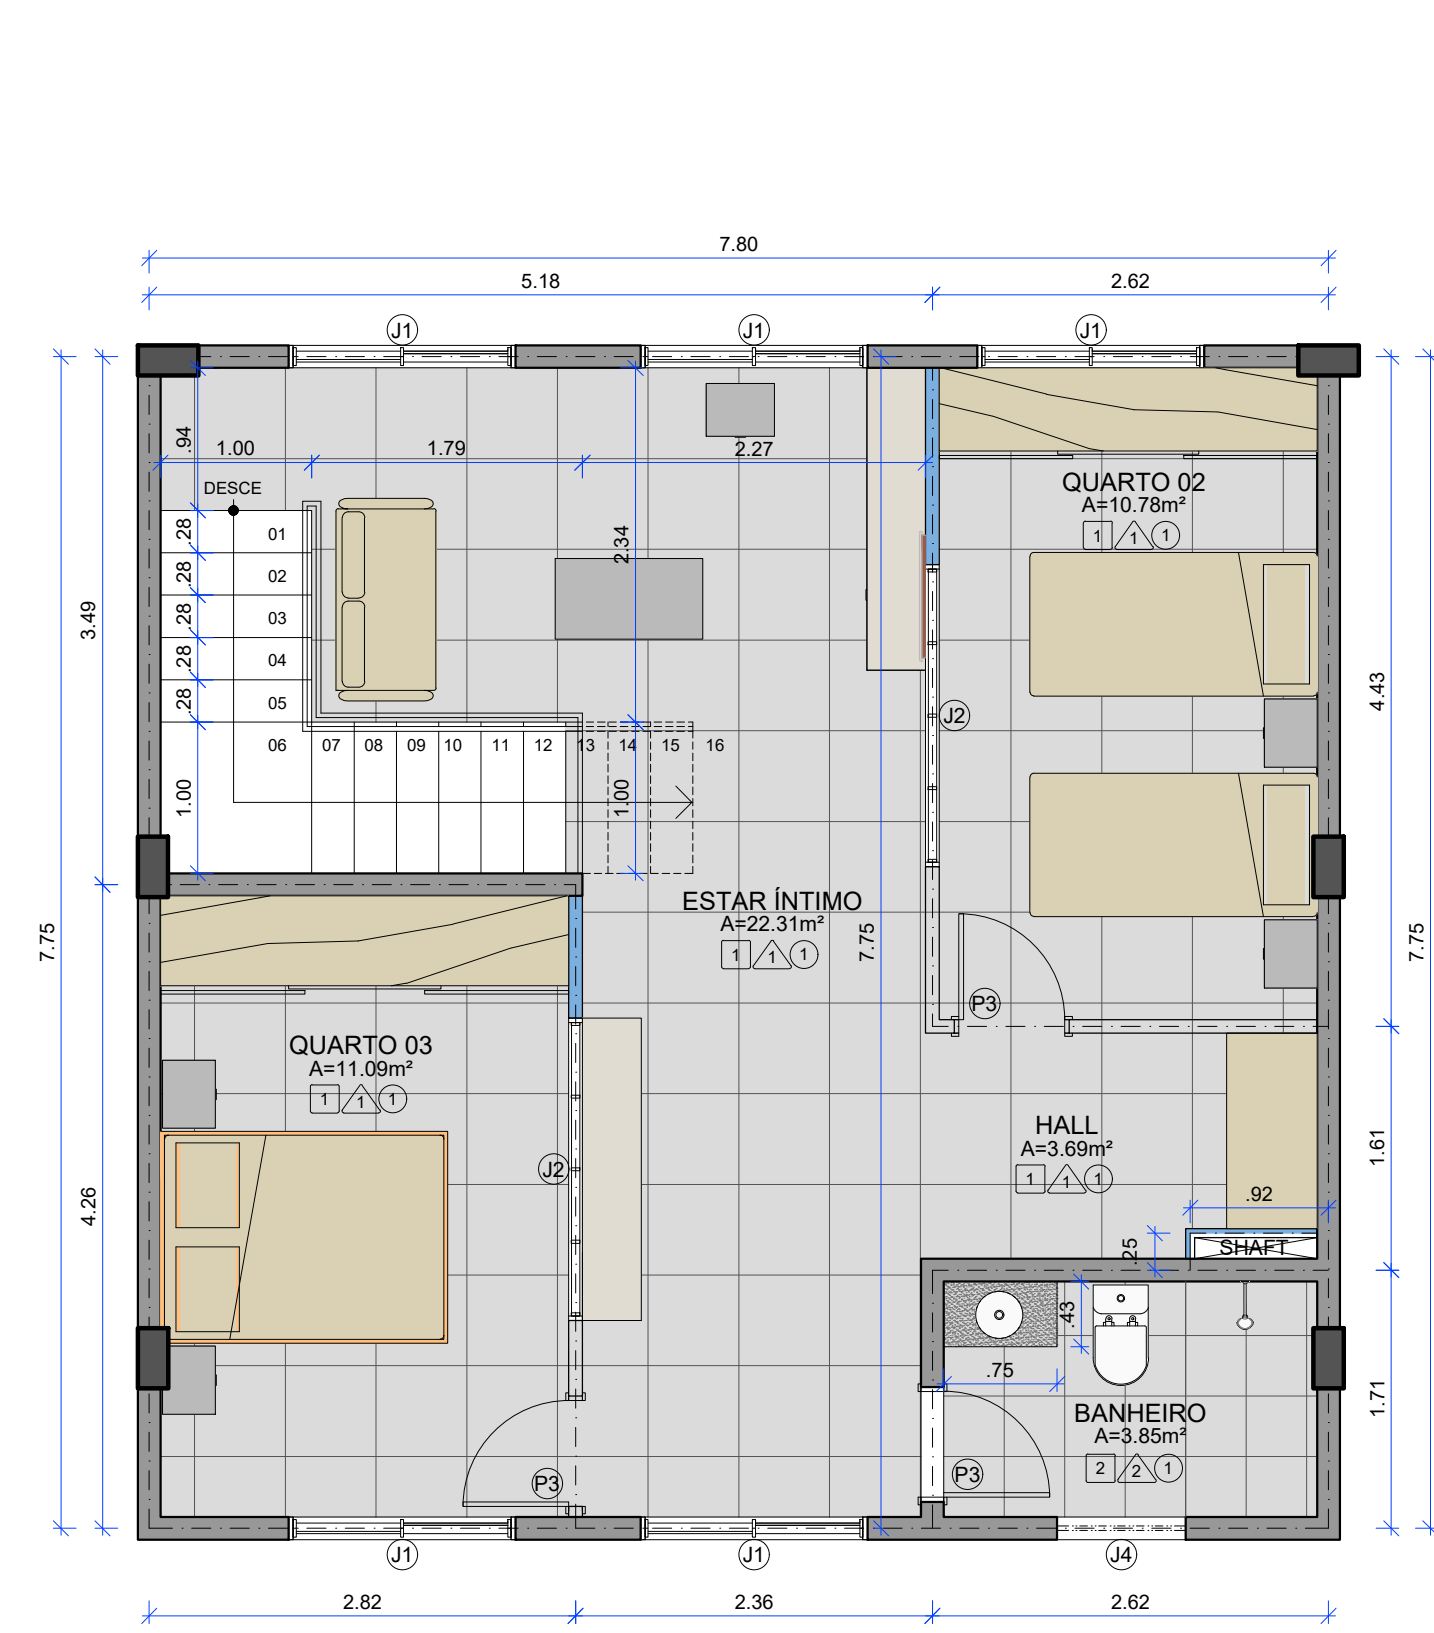 7.80
5.18
2.62
J1
J1
J1
.94
1.00
1.79
2.27
DESCE
QUARTO 02
A=10.78m²
1 1 1
.28
01
2.34
.28
02
.28
03
3.49
.28
04
4.43
.28
05
J2
06 07 08 09 10 11 12 13 14 15 16
1.00
1.00
ESTAR ÍNTIMO
A=22.31m²
1 1 1
7.75
7.75
7.75
P3
QUARTO 03
A=11.09m²
1 1 1
HALL
A=3.69m²
1 1 1
1.61
J2
4.26
.92
SHAFT
.25
.43
.75
1.71
BANHEIRO
A=3.85m²
2 2 1
P3
P3
J1
J1
J4
2.82
2.36
2.62